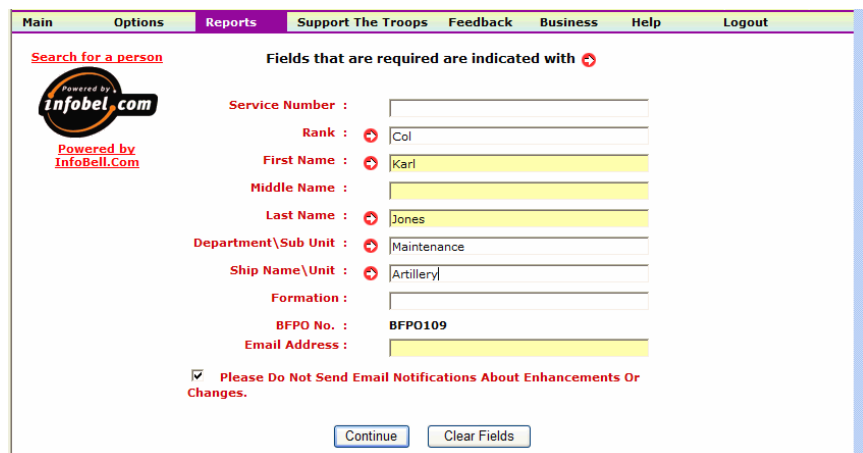 Main Options Reports Support The Troops Feedback Business Help Logout
Search for a person
Powered by
infobel.com
Powered by
InfoBell.Com
Fields that are required are indicated with
Service Number :
Rank : Col
First Name : Karl
Middle Name :
Last Name : Jones
Department\Sub Unit : Maintenance
Ship Name\Unit : Artillery
Formation :
BFPO No. : BFPO109
Email Address :
Please Do Not Send Email Notifications About Enhancements Or
Changes.
Continue Clear Fields